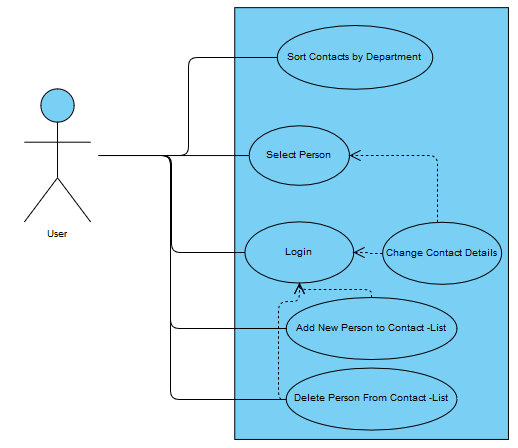 Sort Contacts by Department
Select Person
User
Login
Change Contact Details
Add New Person to Contact -List
Delete Person From Contact -List